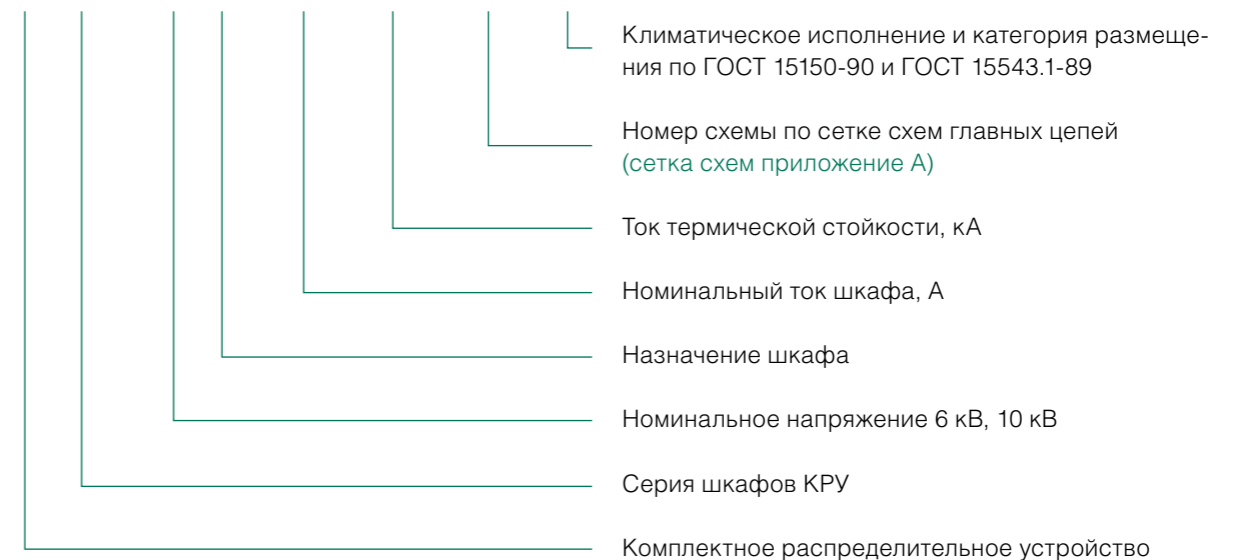 Климатическое исполнение и категория размеще-
ния по ГОСТ 15150-90 и ГОСТ 15543.1-89
Номер схемы по сетке схем главных цепей
(сетка схем приложение А)
Ток термической стойкости, кА
Номинальный ток шкафа, А
Назначение шкафа
Номинальное напряжение 6 кВ, 10 кВ
Серия шкафов КРУ
Комплектное распределительное устройство